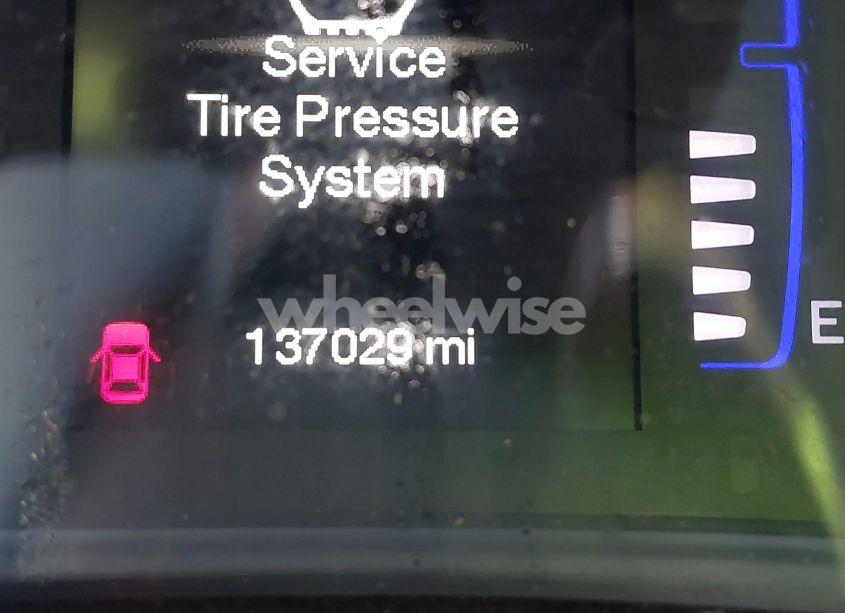 Service
Tire Pressure
System
wheelwise
137029 mi
E